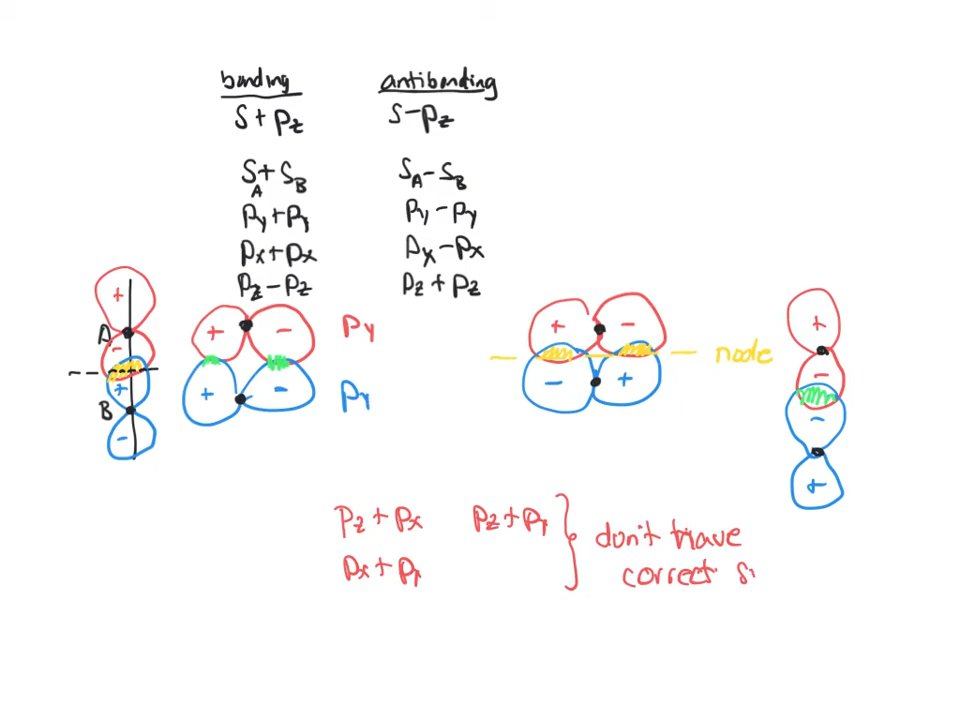 bonding antibonding
S + Pz S - Pz
SA + SB SA - SB
Py + Py Py - Py
Px + Px Px - Px
Pz - Pz Pz + Pz
+
A
-
+
B
-
+ - Py
+ - Py
+ -
- +
node
+
-
-
+
Pz + Px Pz + Py
Px + Py
don't have
correct